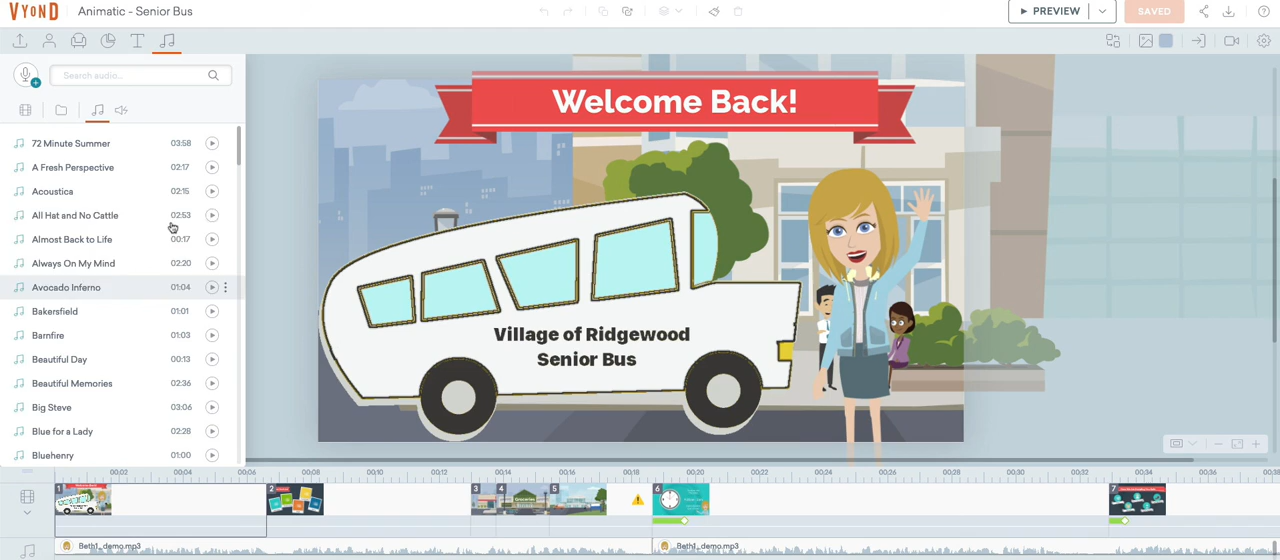 VYOND
Animatic - Senior Bus
PREVIEW
SAVED
Search audio...
72 Minute Summer 03:58
A Fresh Perspective 02:17
Acoustica 02:15
All Hat and No Cattle 02:53
Almost Back to Life 00:17
Always On My Mind 02:20
Avocado Inferno 01:04
Bakersfield 01:01
Barnfire 01:03
Beautiful Day 00:13
Beautiful Memories 02:36
Big Steve 03:06
Blue for a Lady 02:28
Bluehenry 01:00
Welcome Back!
Village of Ridgewood
Senior Bus
00:02 00:04 00:06 00:08 00:10 00:12 00:14 00:16 00:18 00:20 00:22 00:24 00:26 00:28 00:30 00:32 00:34 00:36 00:38
1 2 3 4 5 6 7
Groceries
Beth1_demo.mp3 Beth1_demo.mp3